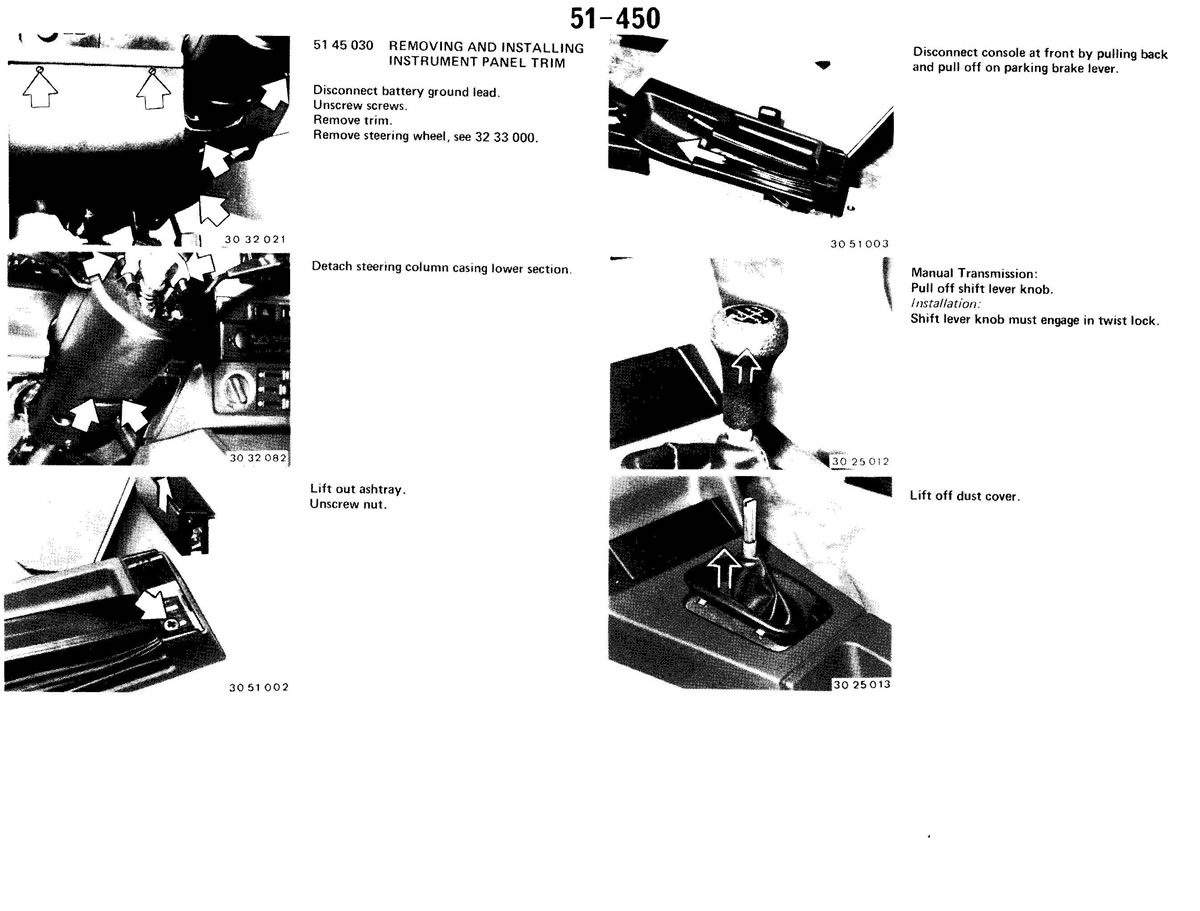 51-450
51 45 030 REMOVING AND INSTALLING
INSTRUMENT PANEL TRIM
Disconnect battery ground lead.
Unscrew screws.
Remove trim.
Remove steering wheel, see 32 33 000.
30 32 021
Detach steering column casing lower section.
30 32 082
Lift out ashtray.
Unscrew nut.
30 51 002
Disconnect console at front by pulling back
and pull off on parking brake lever.
30 51 003
Manual Transmission:
Pull off shift lever knob.
Installation:
Shift lever knob must engage in twist lock.
30 25 012
Lift off dust cover.
30 25 013